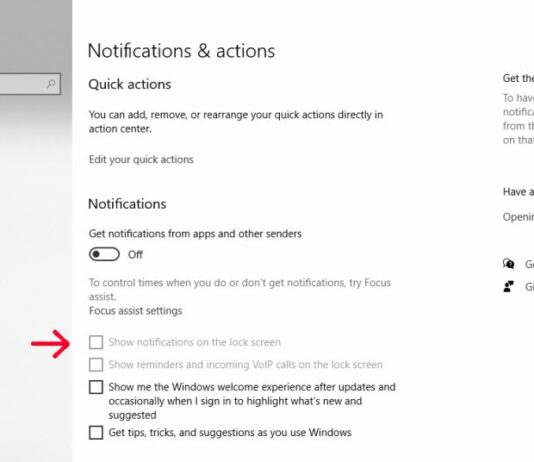 Notifications & actions
Quick actions
You can add, remove, or rearrange your quick actions directly in
action center.
Edit your quick actions
Notifications
Get notifications from apps and other senders
Off
To control times when you do or don't get notifications, try Focus
assist.
Focus assist settings
Show notifications on the lock screen
Show reminders and incoming VoIP calls on the lock screen
Show me the Windows welcome experience after updates and
occasionally when I sign in to highlight what's new and
suggested
Get tips, tricks, and suggestions as you use Windows
Get the
To have
notifica
from th
on that
Have a
Openin